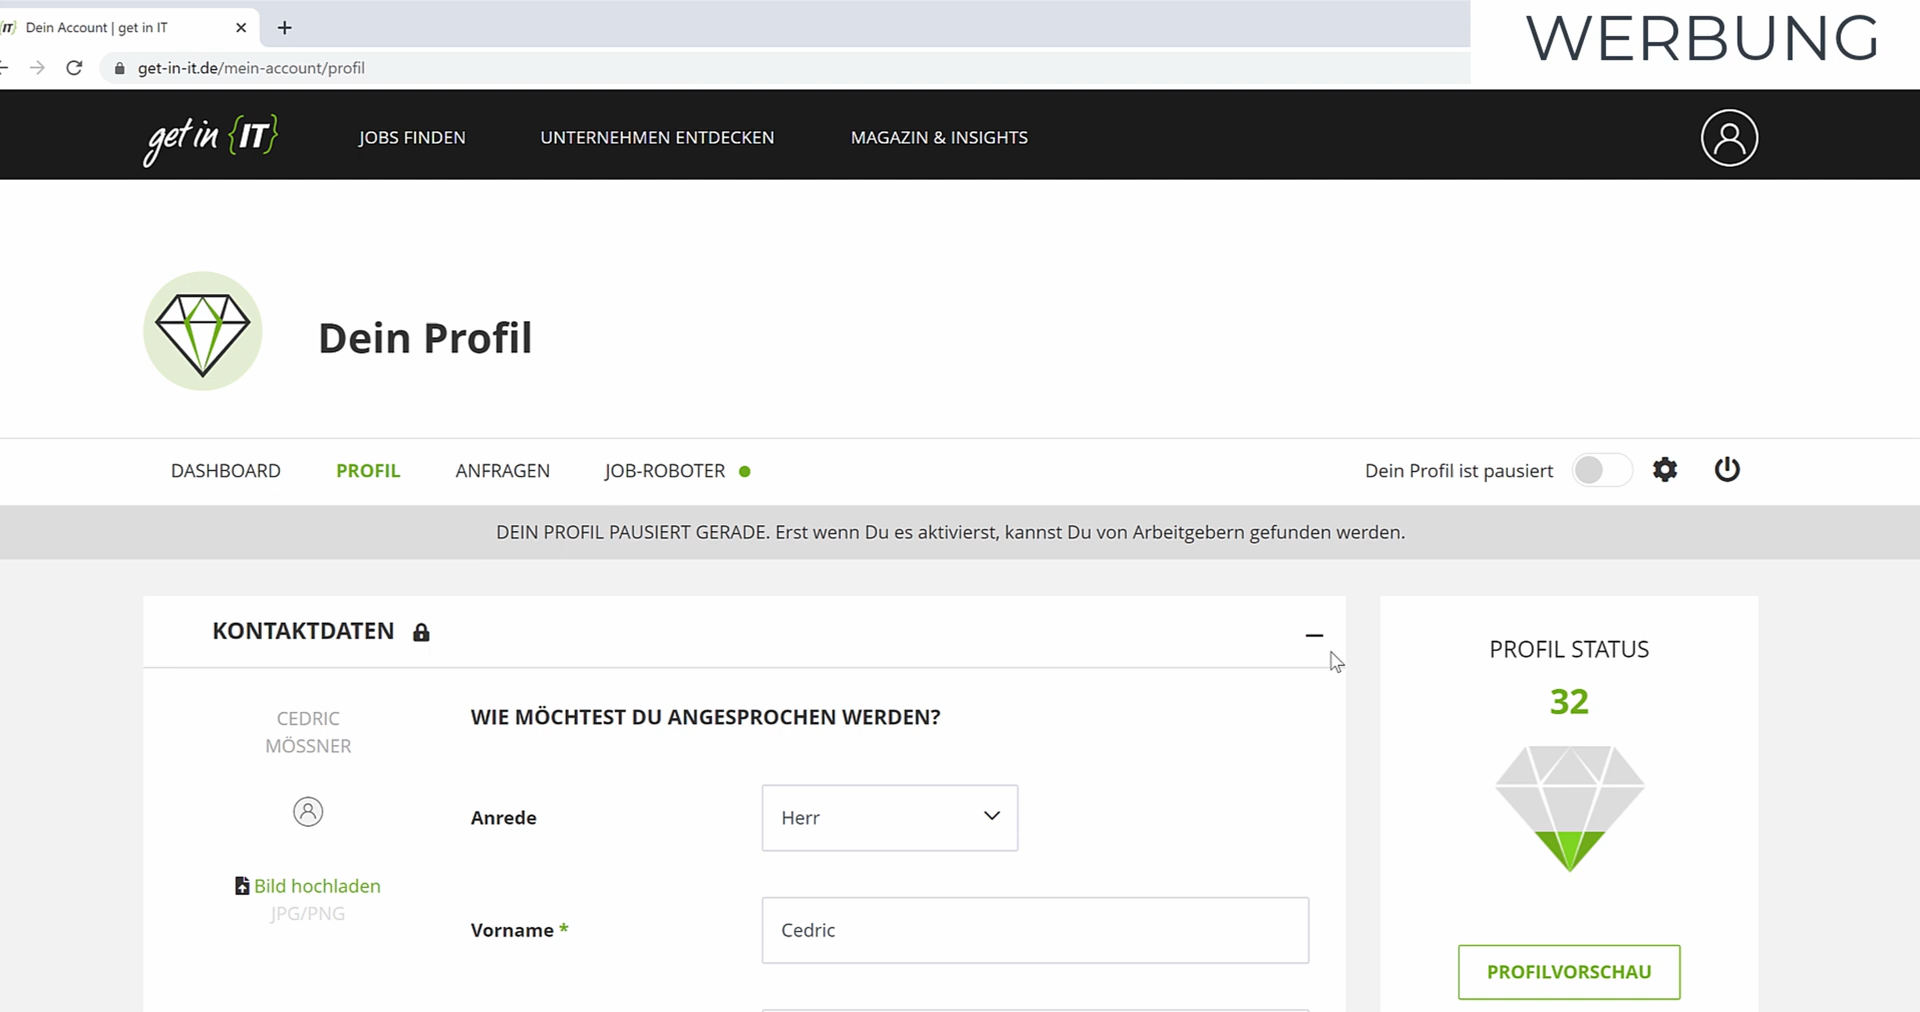 Dein Account | get in IT
WERBUNG
get-in-it.de/mein-account/profil
get in {IT}
JOBS FINDEN
UNTERNEHMEN ENTDECKEN
MAGAZIN & INSIGHTS
Dein Profil
DASHBOARD
PROFIL
ANFRAGEN
JOB-ROBOTER
Dein Profil ist pausiert
DEIN PROFIL PAUSIERT GERADE. Erst wenn Du es aktivierst, kannst Du von Arbeitgebern gefunden werden.
KONTAKTDATEN
CEDRIC
MÖSSNER
Bild hochladen
JPG/PNG
WIE MÖCHTEST DU ANGESPROCHEN WERDEN?
Anrede
Herr
Vorname *
Cedric
PROFIL STATUS
32
PROFILVORSCHAU